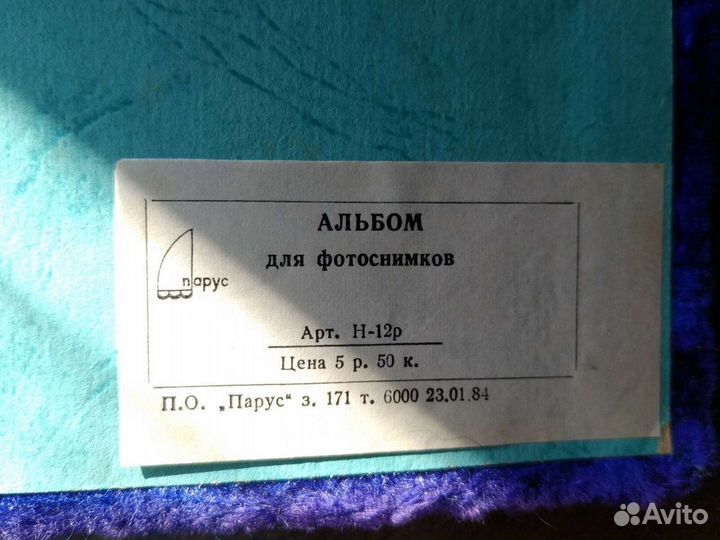 АЛЬБОМ
для фотоснимков
парус
Арт. Н-12р
Цена 5 р. 50 к.
П.О. „Парус“ з. 171 т. 6000 23.01.84
Avito